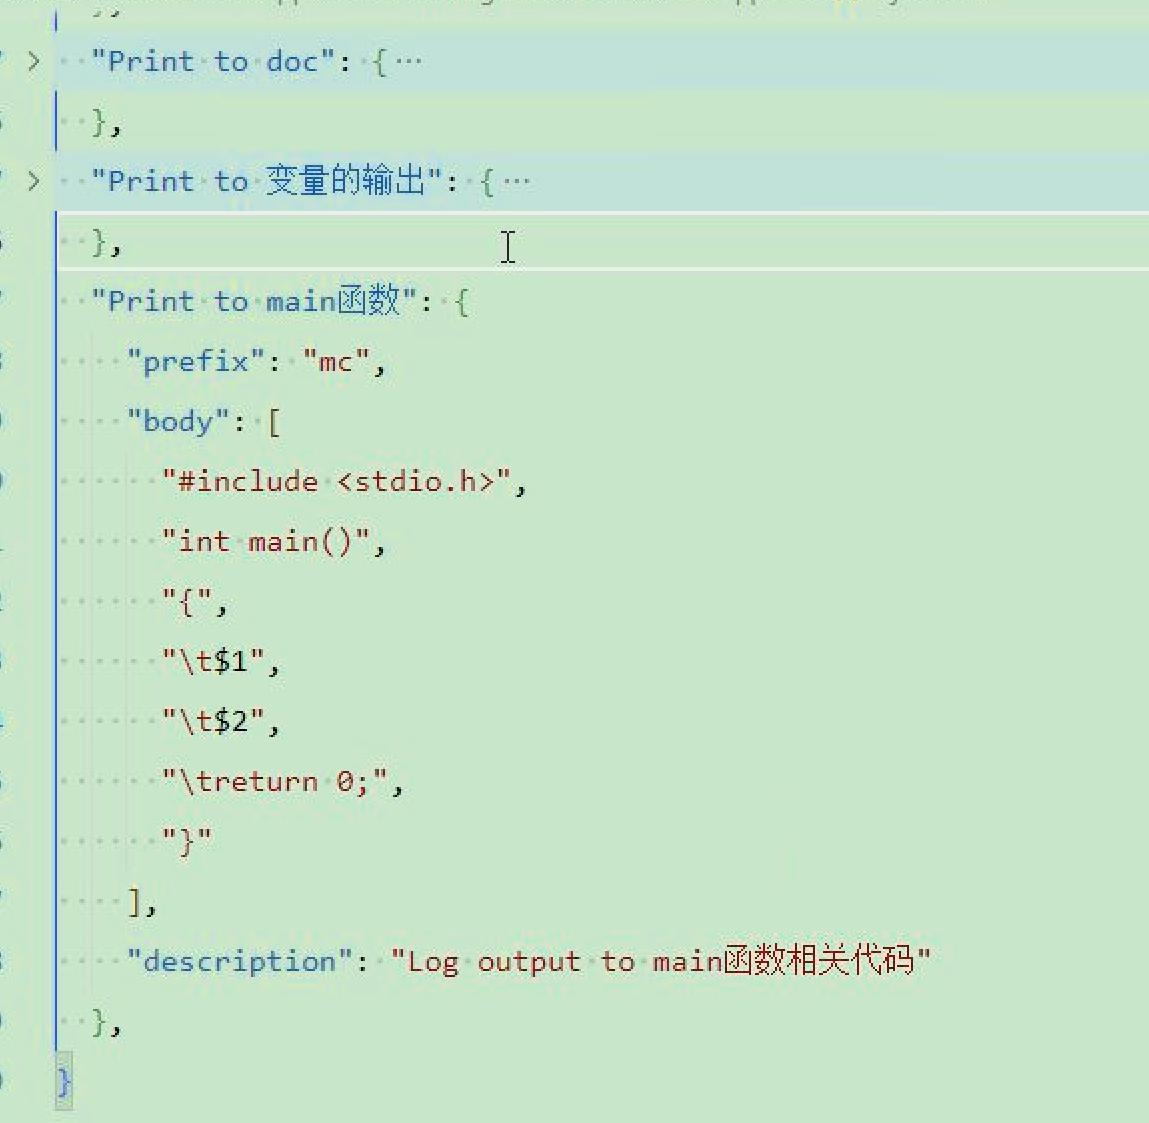 "Print to doc": {…
},
"Print to 变量的输出": {…
},
"Print to main函数": {
"prefix": "mc",
"body": [
"#include <stdio.h>",
"int main()",
"{",
"\t$1",
"\t$2",
"\treturn 0;",
"}"
],
"description": "Log output to main函数相关代码"
},
}